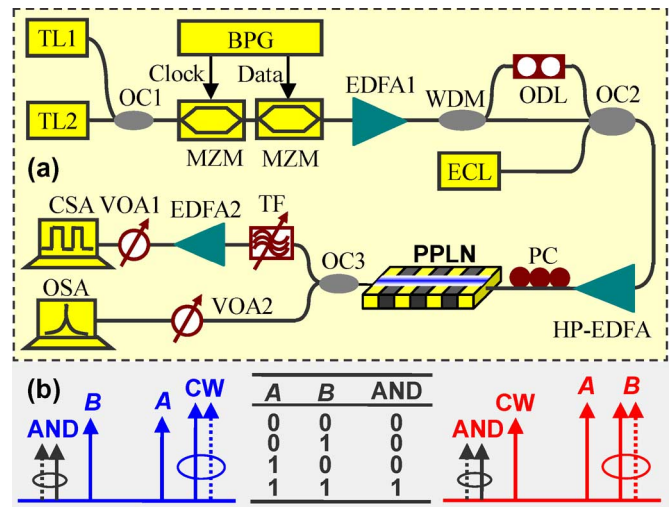 TL1
BPG
Clock
Data
EDFA1
WDM
ODL
OC2
TL2
OC1
MZM
MZM
ECL
(a)
CSA VOA1
EDFA2
TF
OC3
PPLN
PC
OSA
VOA2
HP-EDFA
(b)
AND
B
A
CW
A B AND
0 0 0
0 1 0
1 0 0
1 1 1
AND
CW
A
B